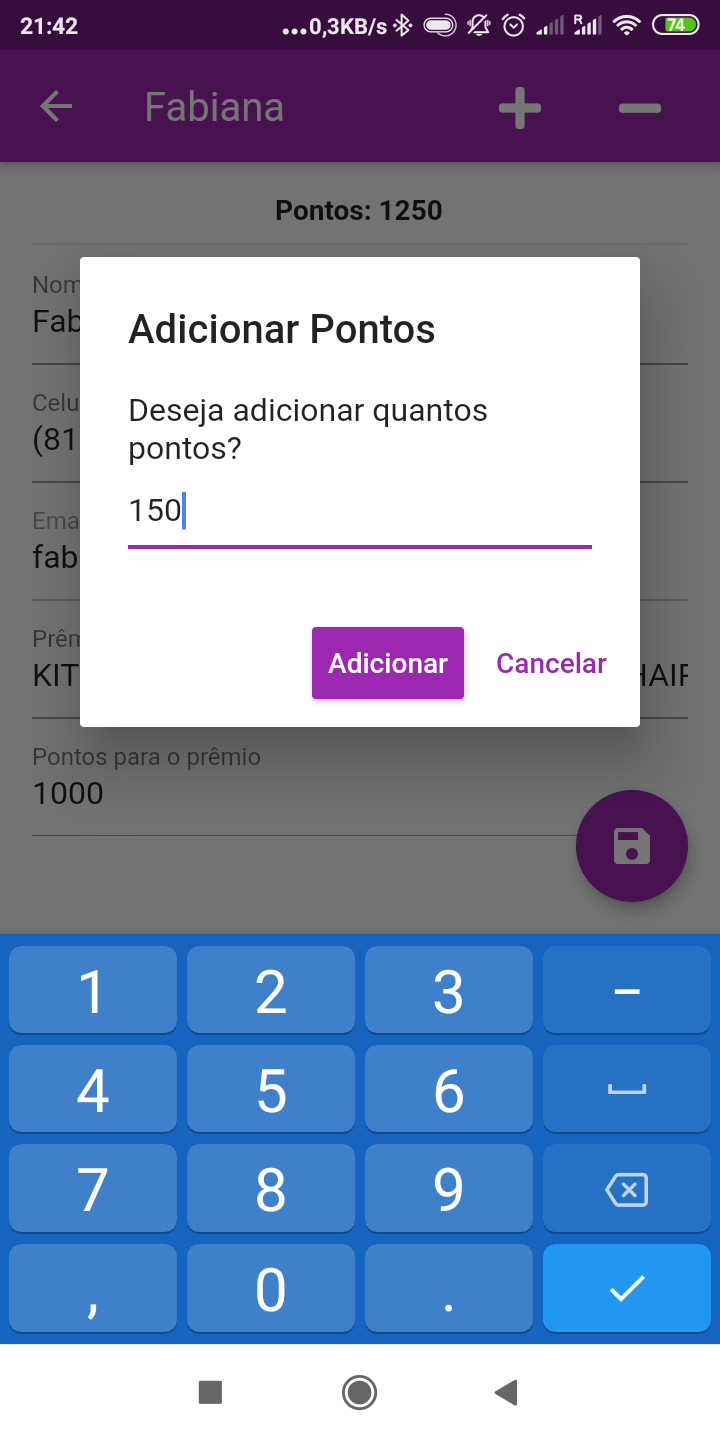 21:42
...0,3KB/s
R
74
Fabiana
Pontos: 1250
Nom
Fab
Adicionar Pontos
Celu
(81
Deseja adicionar quantos
pontos?
150
Ema
fab
Prêm
KIT
HAIR
Adicionar Cancelar
Pontos para o prêmio
1000
1 2 3 –
4 5 6
7 8 9
, 0 .